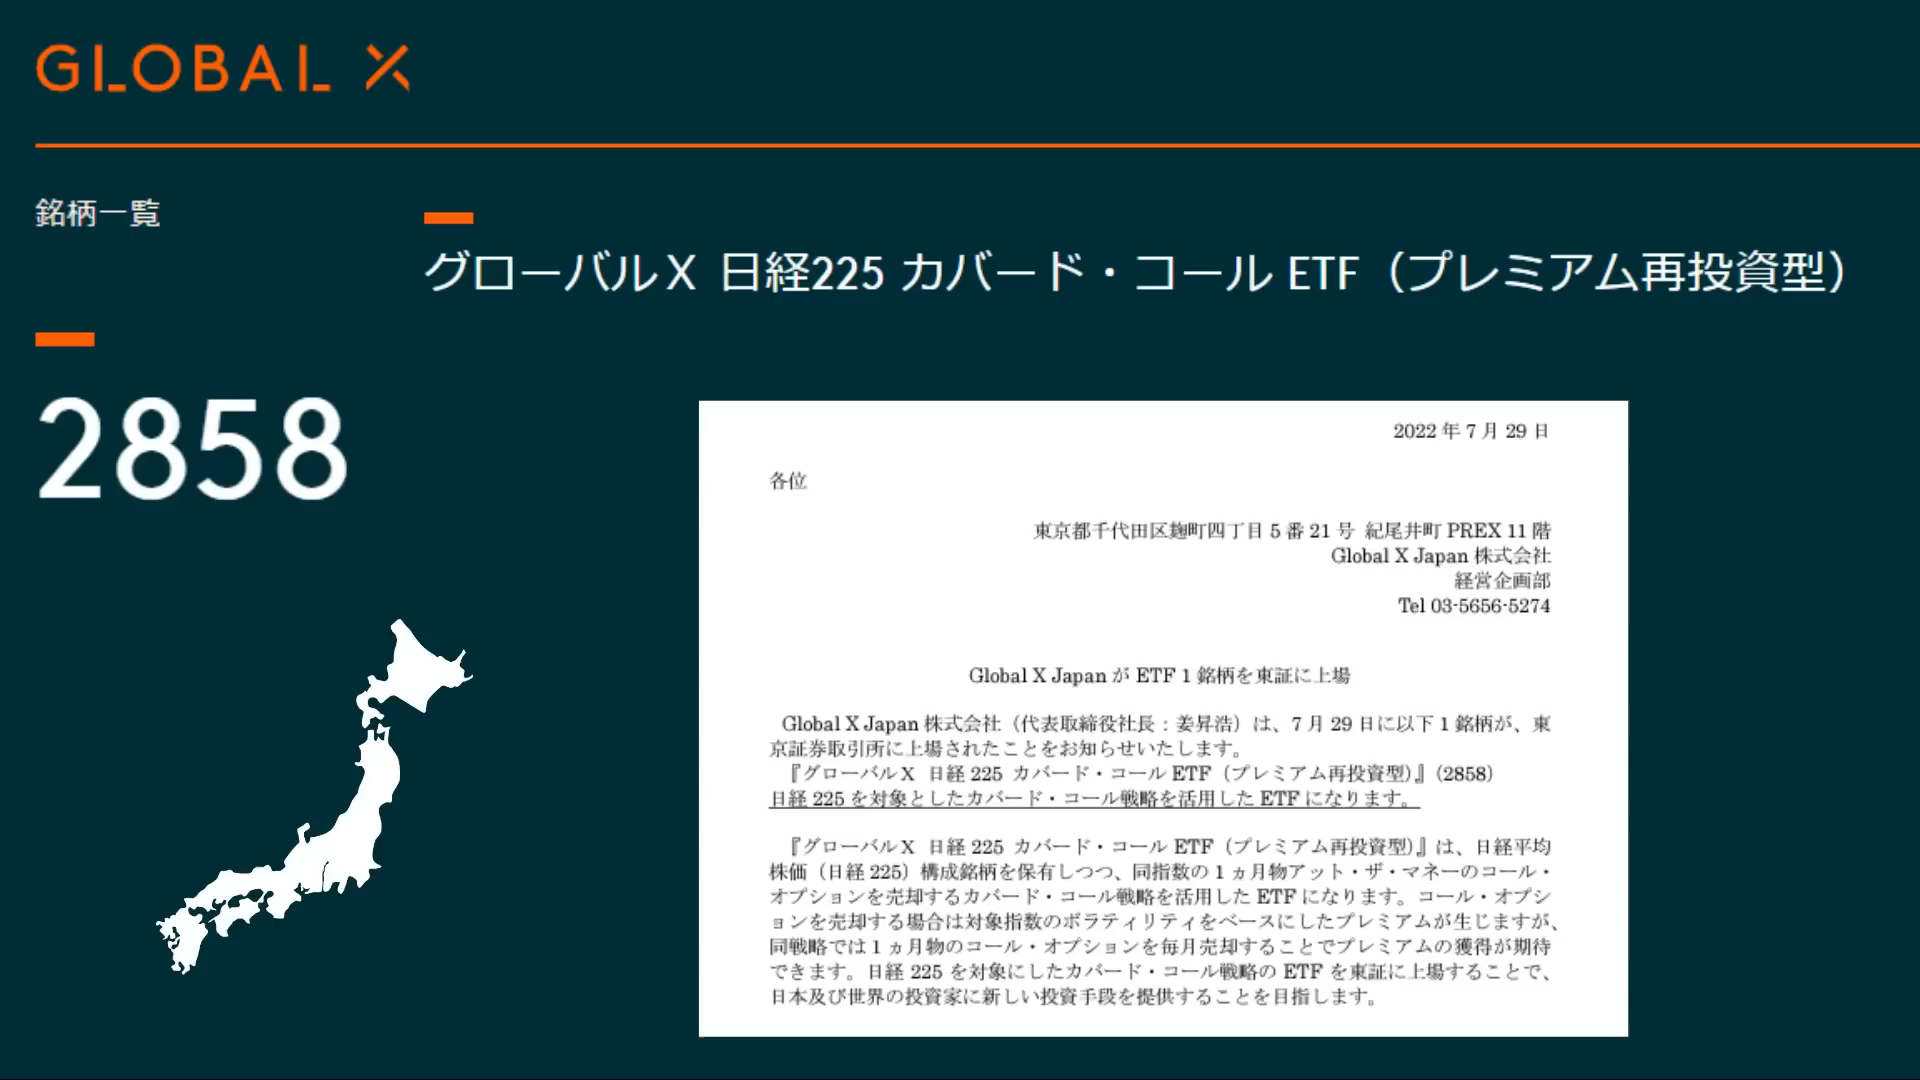 GLOBAL X
銘柄一覧
グローバルX 日経225 カバード・コール ETF（プレミアム再投資型）
2858
2022 年 7 月 29 日
各位
東京都千代田区麹町四丁目 5 番 21 号 紀尾井町 PREX 11 階
Global X Japan 株式会社
経営企画部
Tel 03-5656-5274
Global X Japan が ETF 1 銘柄を東証に上場
Global X Japan 株式会社（代表取締役社長：姜昇浩）は、7 月 29 日に以下 1 銘柄が、東
京証券取引所に上場されたことをお知らせいたします。
『グローバルX 日経 225 カバード・コール ETF（プレミアム再投資型）』（2858）
日経 225 を対象としたカバード・コール戦略を活用した ETF になります。
『グローバルX 日経 225 カバード・コール ETF（プレミアム再投資型）』は、日経平均
株価（日経 225）構成銘柄を保有しつつ、同指数の 1 ヵ月物アット・ザ・マネーのコール・
オプションを売却するカバード・コール戦略を活用した ETF になります。コール・オプシ
ョンを売却する場合は対象指数のボラティリティをベースにしたプレミアムが生じますが、
同戦略では 1 ヵ月物のコール・オプションを毎月売却することでプレミアムの獲得が期待
できます。日経 225 を対象にしたカバード・コール戦略の ETF を東証に上場することで、
日本及び世界の投資家に新しい投資手段を提供することを目指します。